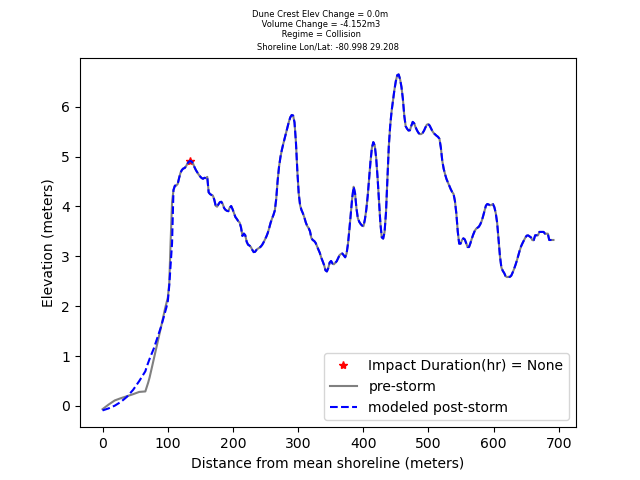 Dune Crest Elev Change = 0.0m
Volume Change = -4.152m3
Regime = Collision
Shoreline Lon/Lat: -80.998 29.208
Elevation (meters)
6
5
4
3
2
1
0
Impact Duration(hr) = None
pre-storm
modeled post-storm
0 100 200 300 400 500 600 700
Distance from mean shoreline (meters)